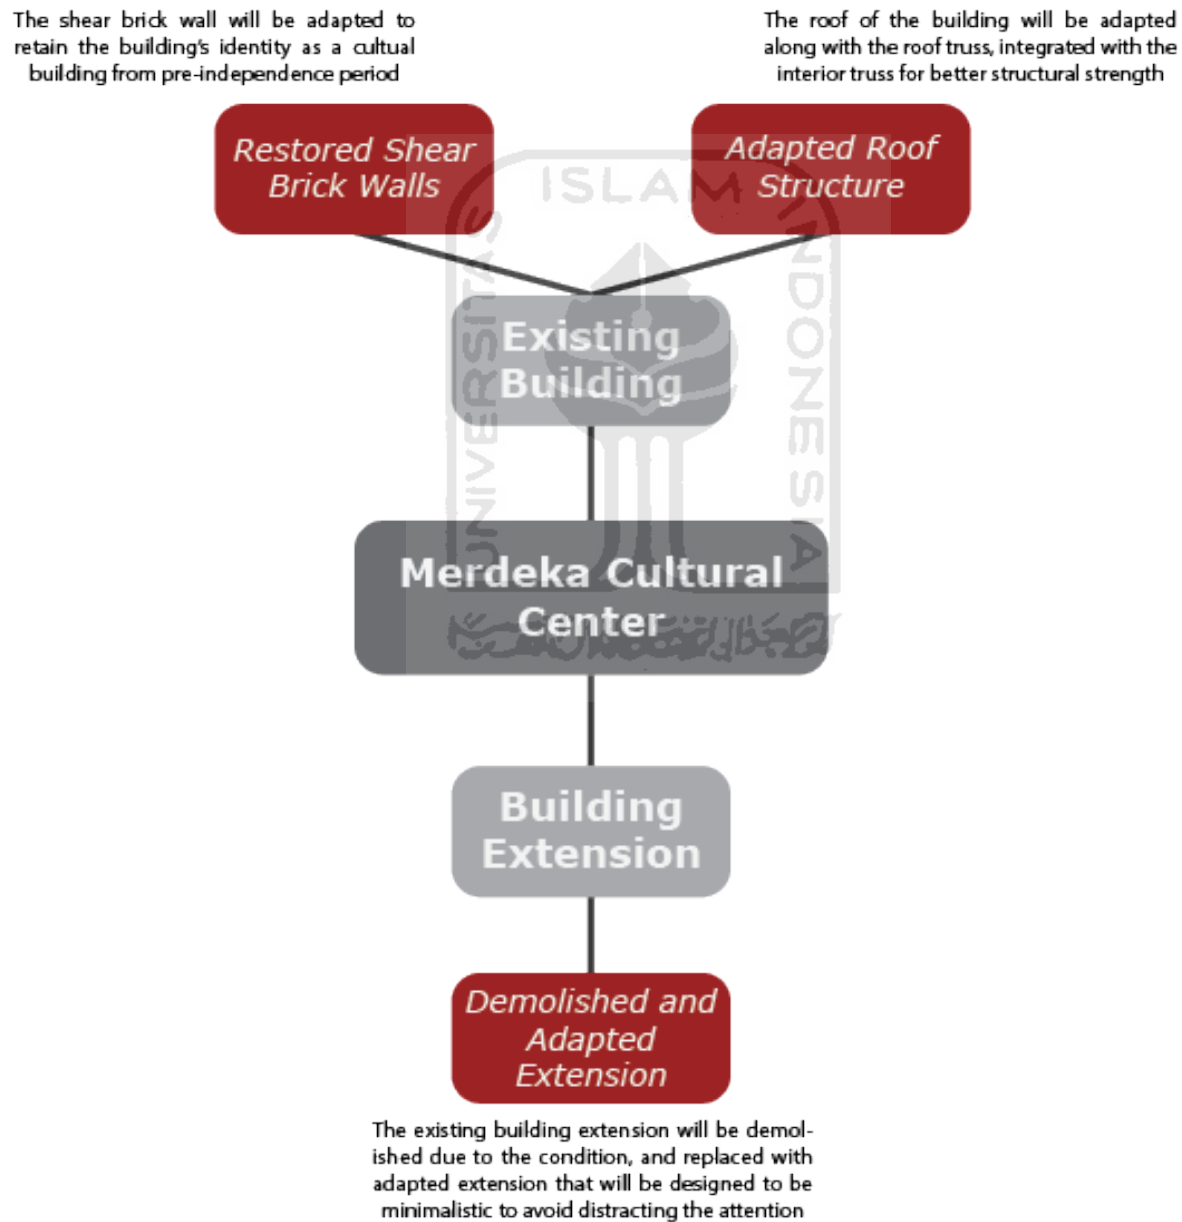 The shear brick wall will be adapted to
retain the building's identity as a cultual
building from pre-independence period
The roof of the building will be adapted
along with the roof truss, integrated with the
interior truss for better structural strength
Restored Shear
Brick Walls
Adapted Roof
Structure
ISLAM
UNIVERSITAS
INDONESIA
Existing
Building
Merdeka Cultural
Center
Building
Extension
Demolished and
Adapted
Extension
The existing building extension will be demol-
ished due to the condition, and replaced with
adapted extension that will be designed to be
minimalistic to avoid distracting the attention